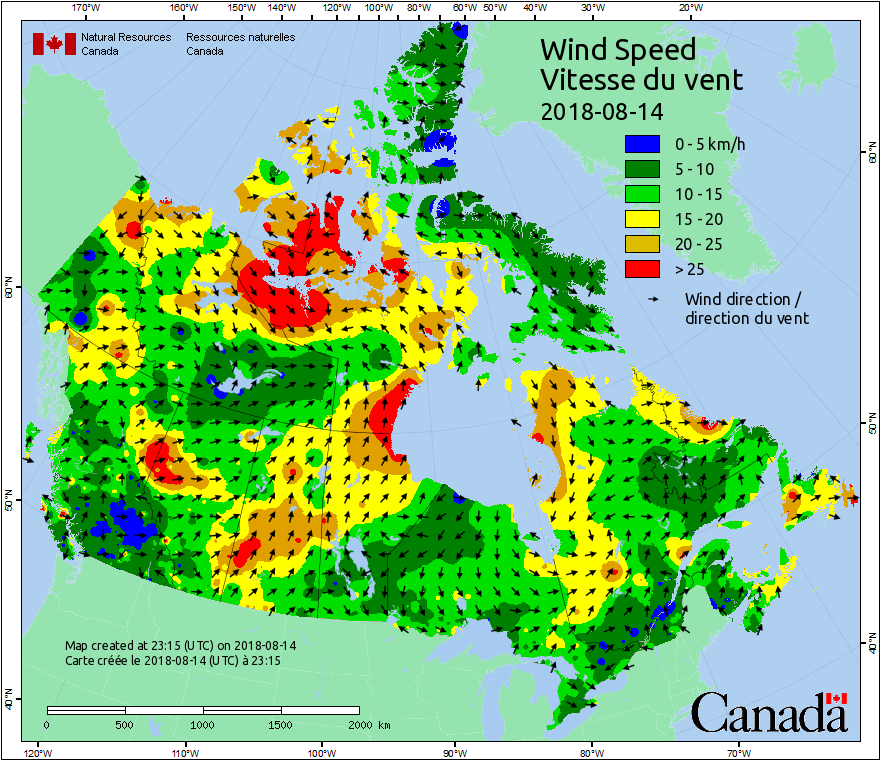 170°W 160°W 150°W 140°W 120°W 100°W 80°W 60°W 50°W 40°W 30°W 20°W
Natural Resources Ressources naturelles
Canada Canada
Wind Speed
Vitesse du vent
2018-08-14
0 - 5 km/h
5 - 10
10 - 15
15 - 20
20 - 25
> 25
Wind direction /
direction du vent
60°N
60°N
50°N
50°N
40°N
40°N
Map created at 23:15 (UTC) on 2018-08-14
Carte créée le 2018-08-14 (UTC) à 23:15
0 500 1000 1500 2000 km
Canada
120°W 110°W 100°W 90°W 80°W 70°W